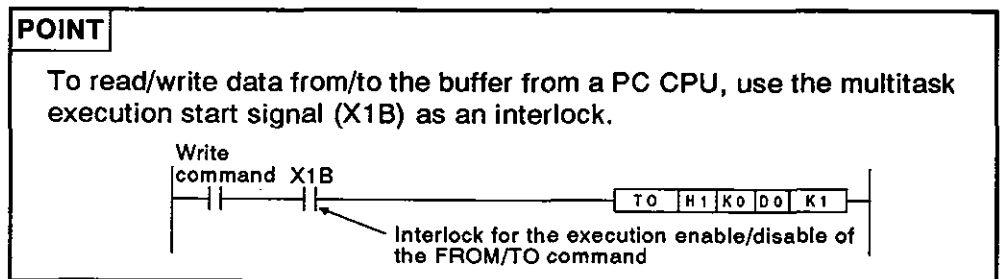 POINT
To read/write data from/to the buffer from a PC CPU, use the multitask
execution start signal (X1B) as an interlock.
Write
command X1B
TO H1 K0 D0 K1
Interlock for the execution enable/disable of
the FROM/TO command